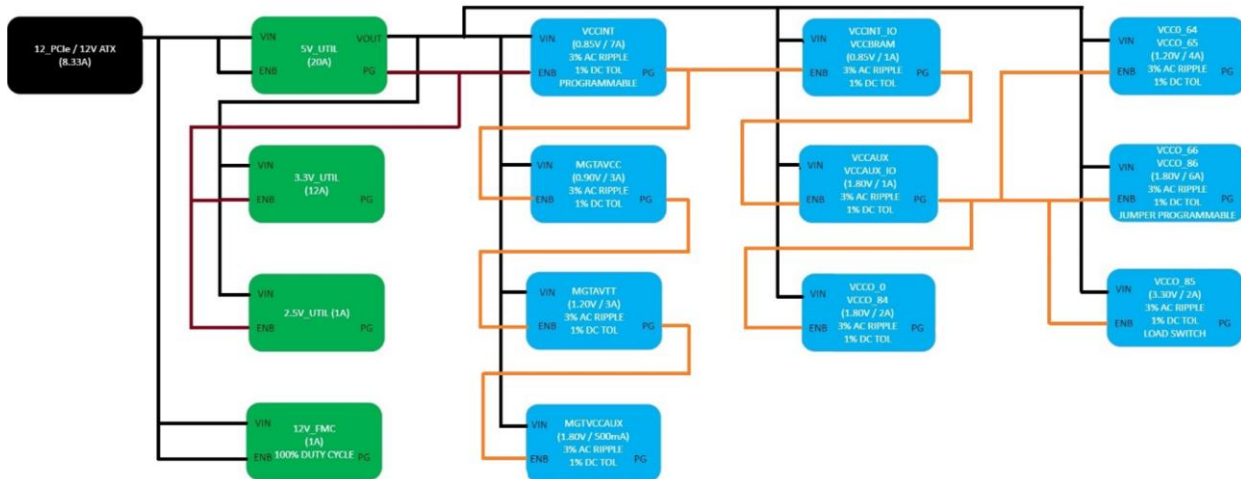 12_PCIe / 12V ATX
(8.33A)
VIN
5V_UTIL
(20A)
VOUT
ENB
PG
VIN
3.3V_UTIL
(12A)
ENB
PG
VIN
2.5V_UTIL (1A)
ENB
PG
VIN
12V_FMC
(1A)
100% DUTY CYCLE
ENB
PG
VCCINT
VIN
(0.85V / 7A)
3% AC RIPPLE
ENB
1% DC TOL
PG
PROGRAMMABLE
VIN
MGTAVCC
(0.90V / 3A)
3% AC RIPPLE
ENB
1% DC TOL
PG
VIN
MGTAVTT
(1.20V / 3A)
3% AC RIPPLE
ENB
1% DC TOL
PG
VIN
MGTVCCAUX
(1.80V / 500mA)
3% AC RIPPLE
ENB
1% DC TOL
PG
VCCINT_IO
VIN
VCCBRAM
(0.85V / 1A)
3% AC RIPPLE
ENB
1% DC TOL
PG
VCCAUX
VIN
VCCAUX_IO
(1.80V / 1A)
3% AC RIPPLE
ENB
1% DC TOL
PG
VCCO_0
VIN
VCCO_84
(1.80V / 2A)
3% AC RIPPLE
ENB
1% DC TOL
PG
VCC0_64
VIN
VCCO_65
(1.20V / 4A)
3% AC RIPPLE
ENB
1% DC TOL
PG
VCCO_66
VIN
VCCO_86
(1.80V / 6A)
3% AC RIPPLE
ENB
1% DC TOL
PG
JUMPER PROGRAMMABLE
VCCO_85
VIN
(3.30V / 2A)
3% AC RIPPLE
ENB
1% DC TOL
PG
LOAD SWITCH